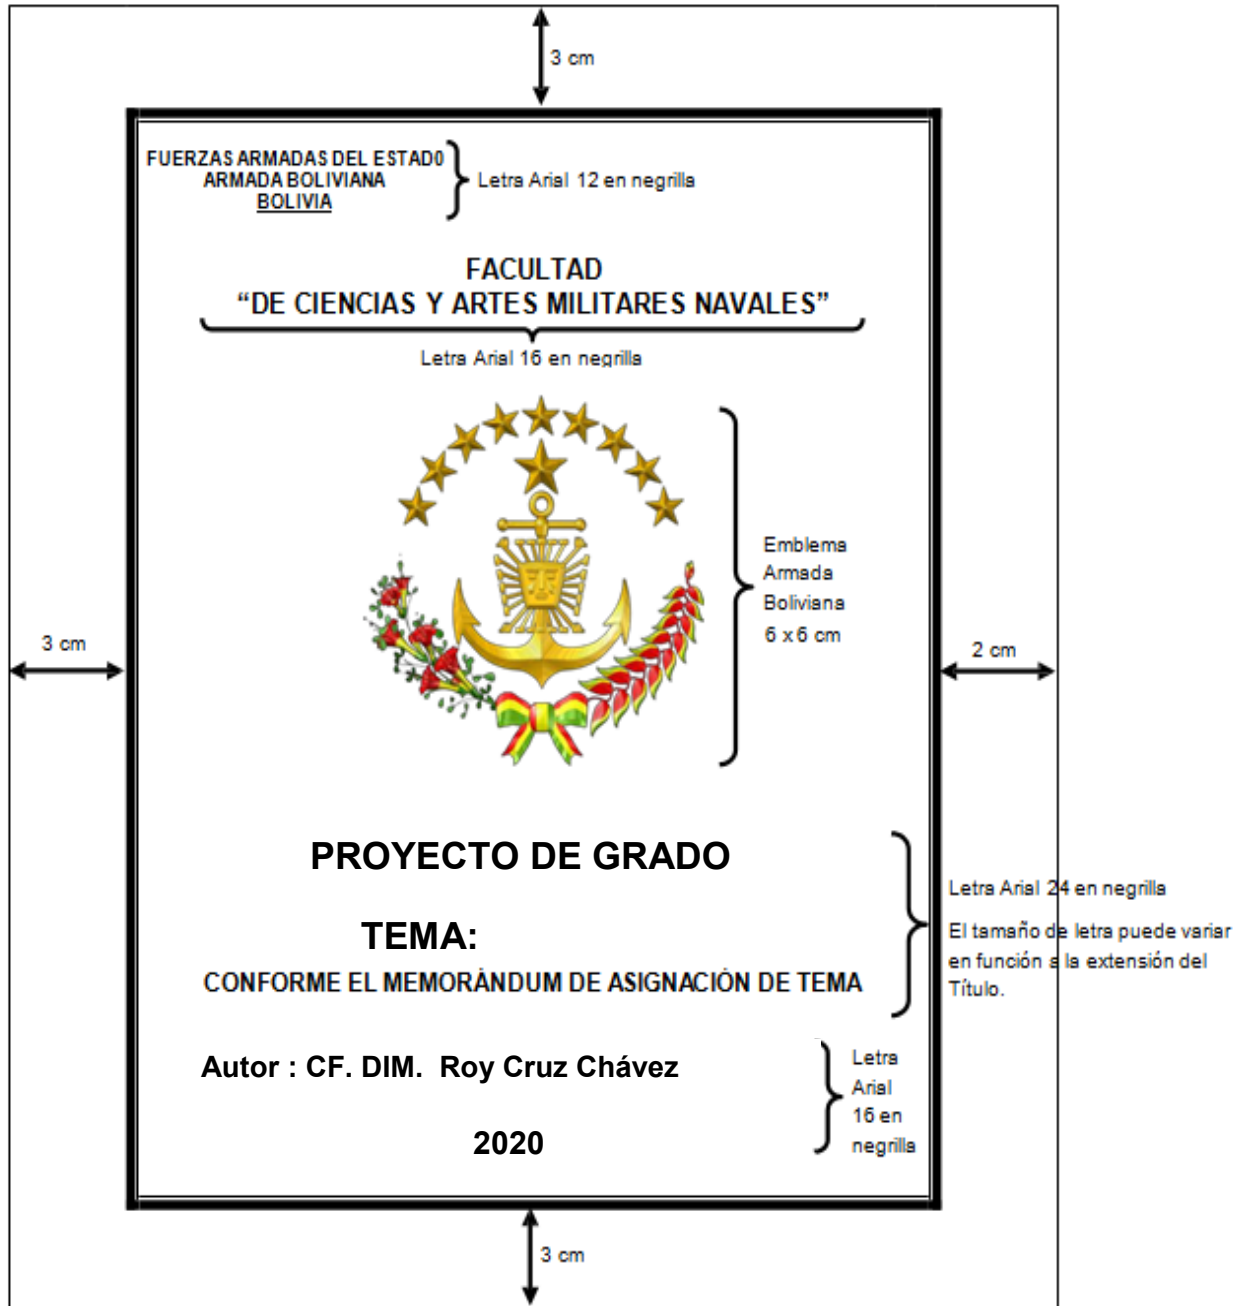 3 cm
FUERZAS ARMADAS DEL ESTADO
ARMADA BOLIVIANA
BOLIVIA
Letra Arial 12 en negrilla
FACULTAD
“DE CIENCIAS Y ARTES MILITARES NAVALES”
Letra Arial 16 en negrilla
Emblema
Armada
Boliviana
6 x 6 cm
3 cm
2 cm
PROYECTO DE GRADO
TEMA:
CONFORME EL MEMORÁNDUM DE ASIGNACIÓN DE TEMA
Letra Arial 24 en negrilla
El tamaño de letra puede variar
en función a la extensión del
Título.
Autor : CF. DIM. Roy Cruz Chávez
2020
Letra
Arial
16 en
negrilla
3 cm